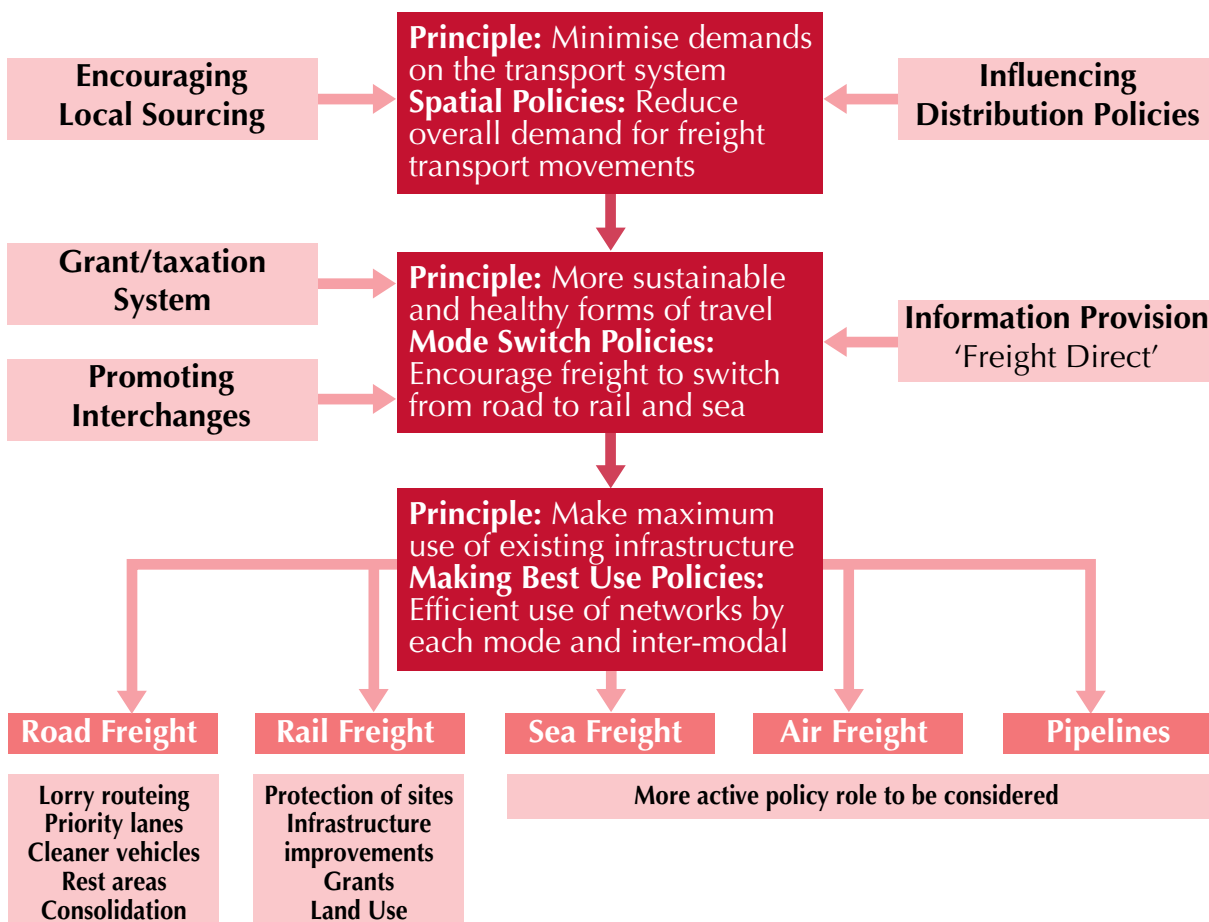 Principle: Minimise demands
on the transport system
Spatial Policies: Reduce
overall demand for freight
transport movements
Encouraging
Local Sourcing
Influencing
Distribution Policies
Grant/taxation
System
Promoting
Interchanges
Principle: More sustainable
and healthy forms of travel
Mode Switch Policies:
Encourage freight to switch
from road to rail and sea
Information Provision
‘Freight Direct’
Principle: Make maximum
use of existing infrastructure
Making Best Use Policies:
Efficient use of networks by
each mode and inter-modal
Road Freight
Rail Freight
Sea Freight
Air Freight
Pipelines
Lorry routeing
Priority lanes
Cleaner vehicles
Rest areas
Consolidation
Protection of sites
Infrastructure
improvements
Grants
Land Use
More active policy role to be considered